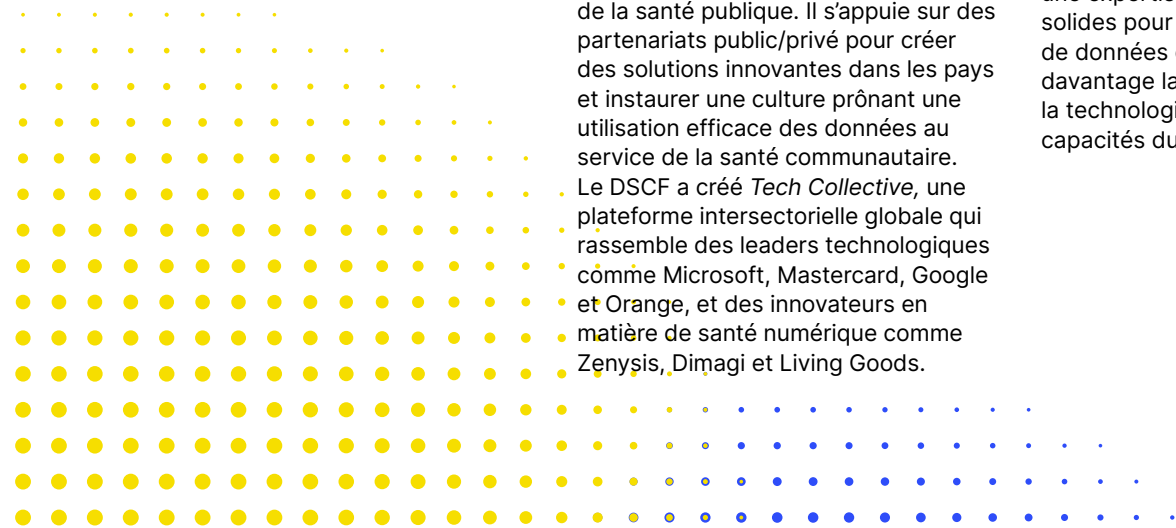 de la santé publique. Il s’appuie sur des
partenariats public/privé pour créer
des solutions innovantes dans les pays
et instaurer une culture prônant une
utilisation efficace des données au
service de la santé communautaire.
Le DSCF a créé Tech Collective, une
plateforme intersectorielle globale qui
rassemble des leaders technologiques
comme Microsoft, Mastercard, Google
et Orange, et des innovateurs en
matière de santé numérique comme
Zenysis, Dimagi et Living Goods.
solides pour
de données
davantage
la
capacités